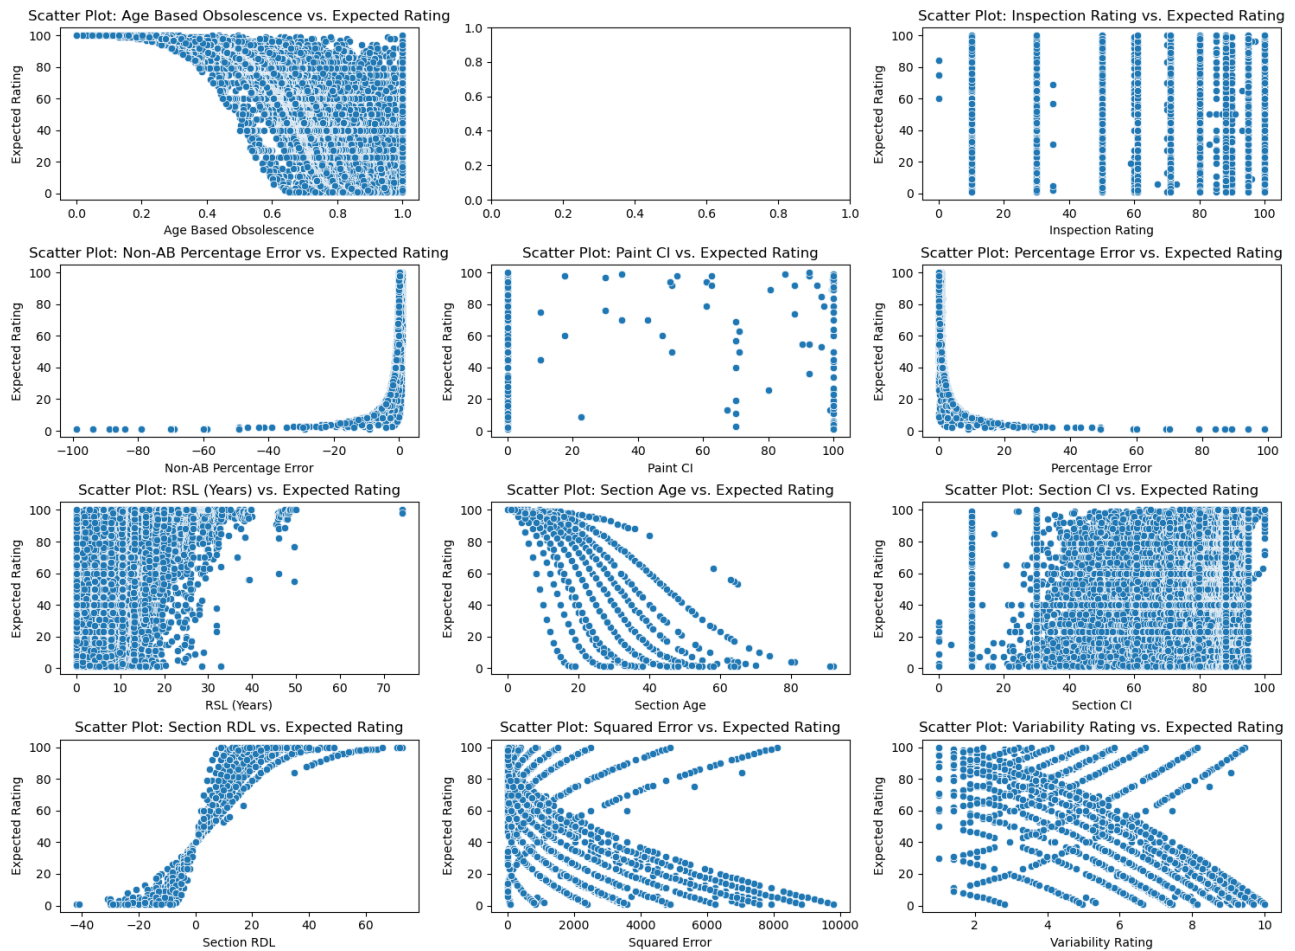 Scatter Plot: Age Based Obsolescence vs. Expected Rating
Expected Rating
100
80
60
40
20
0
0.0 0.2 0.4 0.6 0.8 1.0
Age Based Obsolescence
1.0
0.8
0.6
0.4
0.2
0.0
0.0 0.2 0.4 0.6 0.8 1.0
Scatter Plot: Inspection Rating vs. Expected Rating
Expected Rating
100
80
60
40
20
0
0 20 40 60 80 100
Inspection Rating
Scatter Plot: Non-AB Percentage Error vs. Expected Rating
Expected Rating
100
80
60
40
20
0
−100 −80 −60 −40 −20 0
Non-AB Percentage Error
Scatter Plot: Paint CI vs. Expected Rating
Expected Rating
100
80
60
40
20
0
0 20 40 60 80 100
Paint CI
Scatter Plot: Percentage Error vs. Expected Rating
Expected Rating
100
80
60
40
20
0
0 20 40 60 80 100
Percentage Error
Scatter Plot: RSL (Years) vs. Expected Rating
Expected Rating
100
80
60
40
20
0
0 10 20 30 40 50 60 70
RSL (Years)
Scatter Plot: Section Age vs. Expected Rating
Expected Rating
100
80
60
40
20
0
0 20 40 60 80
Section Age
Scatter Plot: Section CI vs. Expected Rating
Expected Rating
100
80
60
40
20
0
0 20 40 60 80 100
Section CI
Scatter Plot: Section RDL vs. Expected Rating
Expected Rating
100
80
60
40
20
0
−40 −20 0 20 40 60
Section RDL
Scatter Plot: Squared Error vs. Expected Rating
Expected Rating
100
80
60
40
20
0
0 2000 4000 6000 8000 10000
Squared Error
Scatter Plot: Variability Rating vs. Expected Rating
Expected Rating
100
80
60
40
20
0
2 4 6 8 10
Variability Rating